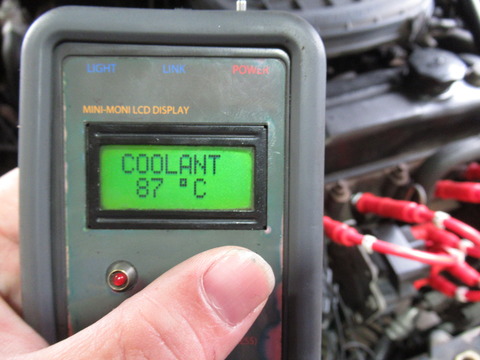 LIGHT LINK POWER
MINI-MONI LCD DISPLAY
COOLANT
87 °C